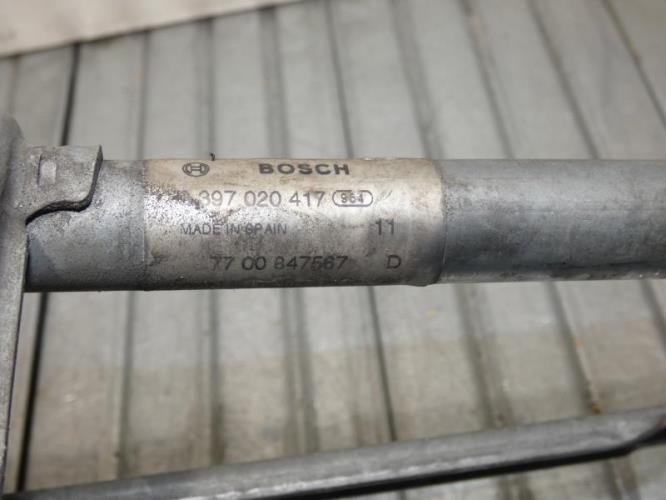 BOSCH
397 020 417 964
MADE IN SPAIN 11
77 00 847567 D